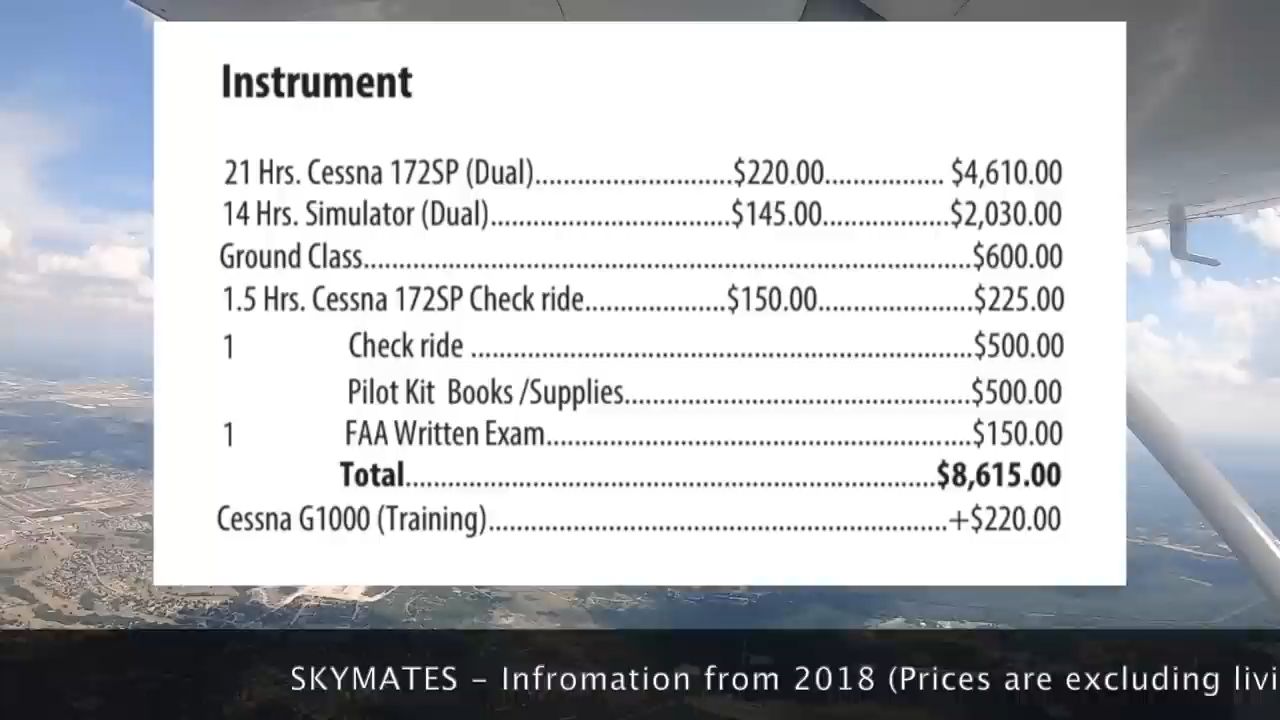 Instrument
21 Hrs. Cessna 172SP (Dual)............................$220.00................. $4,610.00
14 Hrs. Simulator (Dual)..................................$145.00..................$2,030.00
Ground Class.......................................................................................$600.00
1.5 Hrs. Cessna 172SP Check ride....................$150.00......................$225.00
1 Check ride .......................................................................$500.00
Pilot Kit Books /Supplies.................................................$500.00
1 FAA Written Exam.............................................................$150.00
Total............................................................................$8,615.00
Cessna G1000 (Training).................................................................+$220.00
SKYMATES – Infromation from 2018 (Prices are excluding livi